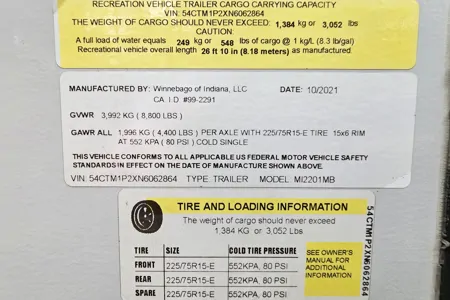 RECREATION VEHICLE TRAILER CARGO CARRYING CAPACITY
VIN: 54CTM1P2XN6062864
THE WEIGHT OF CARGO SHOULD NEVER EXCEED: 1,384 kg or 3,052 lbs
CAUTION:
A full load of water equals 249 kg or 548 lbs of cargo @ 1 kg/L (8.3 lb/gal)
Recreational vehicle overall length 26 ft 10 in (8.18 meters) as manufactured.
MANUFACTURED BY: Winnebago of Indiana, LLC DATE: 10/2021
CA I.D. #99-2291
GVWR 3,992 KG ( 8,800 LBS )
GAWR ALL 1,996 KG ( 4,400 LBS ) PER AXLE WITH 225/75R15-E TIRE 15x6 RIM
AT 552 KPA ( 80 PSI ) COLD SINGLE
THIS VEHICLE CONFORMS TO ALL APPLICABLE US FEDERAL MOTOR VEHICLE SAFETY
STANDARDS IN EFFECT ON THE DATE OF MANUFACTURE SHOWN ABOVE.
VIN: 54CTM1P2XN6062864 TYPE: TRAILER MODEL: MI2201MB
TIRE AND LOADING INFORMATION
The weight of cargo should never exceed
1,384 KG or 3,052 Lbs
TIRE SIZE COLD TIRE PRESSURE
FRONT 225/75R15-E 552KPA, 80 PSI
REAR 225/75R15-E 552KPA, 80 PSI
SPARE 225/75R15-E 552KPA, 80 PSI
SEE OWNER'S
MANUAL FOR
ADDITIONAL
INFORMATION
54CTM1P2XN6062864